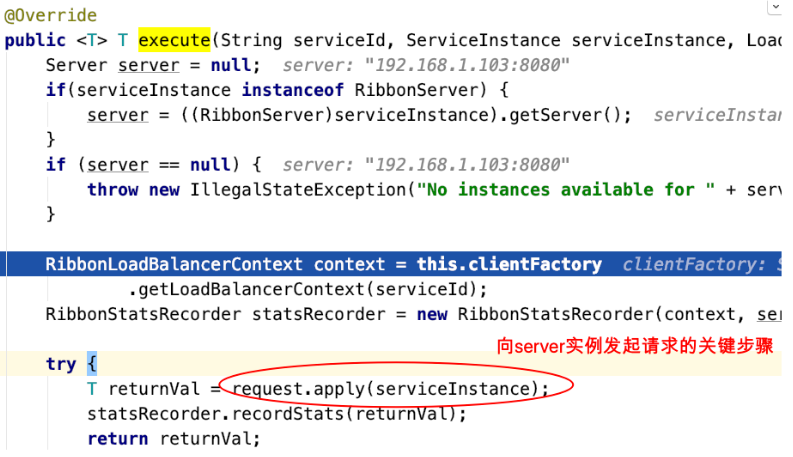 @Override
public <T> T execute(String serviceId, ServiceInstance serviceInstance, Load
Server server = null; server: "192.168.1.103:8080"
if(serviceInstance instanceof RibbonServer) {
server = ((RibbonServer)serviceInstance).getServer(); serviceInstan
}
if (server == null) { server: "192.168.1.103:8080"
throw new IllegalStateException("No instances available for " + serv
}
RibbonLoadBalancerContext context = this.clientFactory clientFactory: S
.getLoadBalancerContext(serviceId);
RibbonStatsRecorder statsRecorder = new RibbonStatsRecorder(context, ser
向server实例发起请求的关键步骤
try {
T returnVal = request.apply(serviceInstance);
statsRecorder.recordStats(returnVal);
return returnVal;